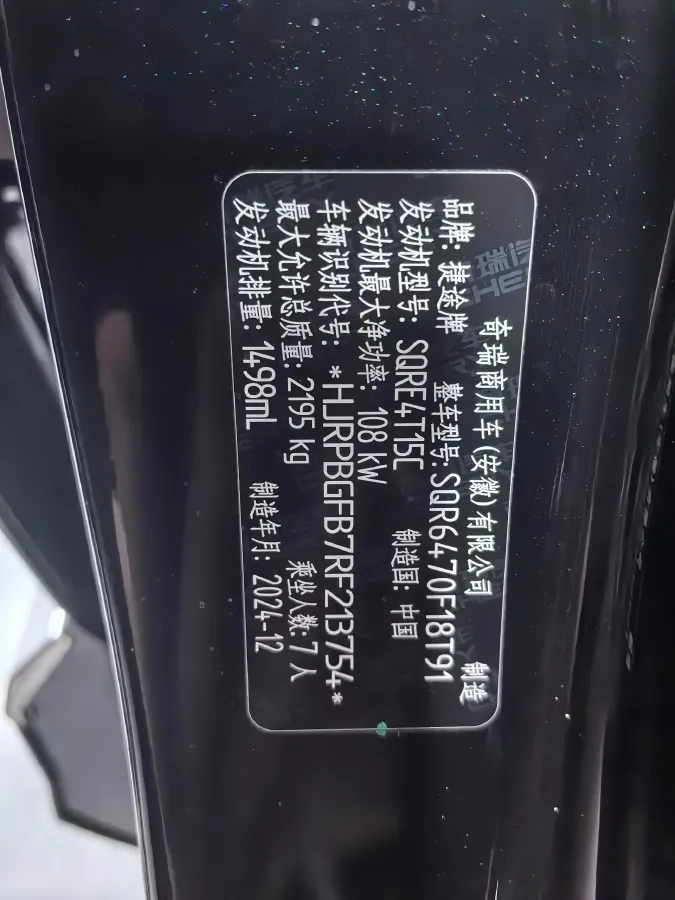 奇瑞商用车(安徽)有限公司 制造
品牌: 捷途牌 整车型号: SQR6470F18T91
发动机型号: SQRE4T15C 制造国: 中国
发动机最大净功率: 108 kW
车辆识别代号: *HJRPBGFB7RF213754*
最大允许总质量: 2195 kg 乘坐人数: 7 人
发动机排量: 1498mL 制造年月: 2024-12